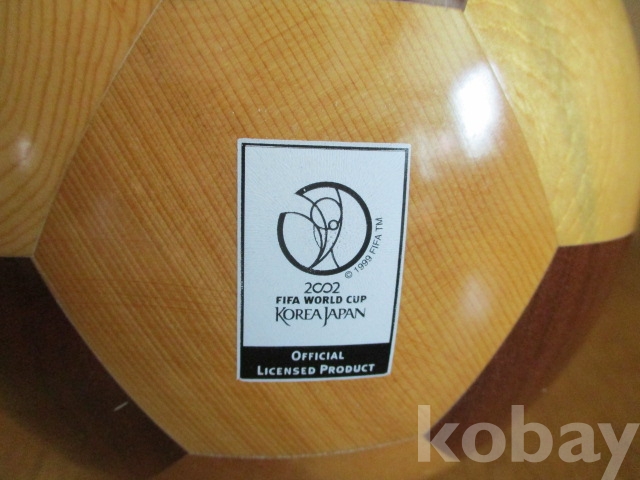 © 1999 FIFA TM
2002
FIFA WORLD CUP
KOREA JAPAN
OFFICIAL
LICENSED PRODUCT
kobay